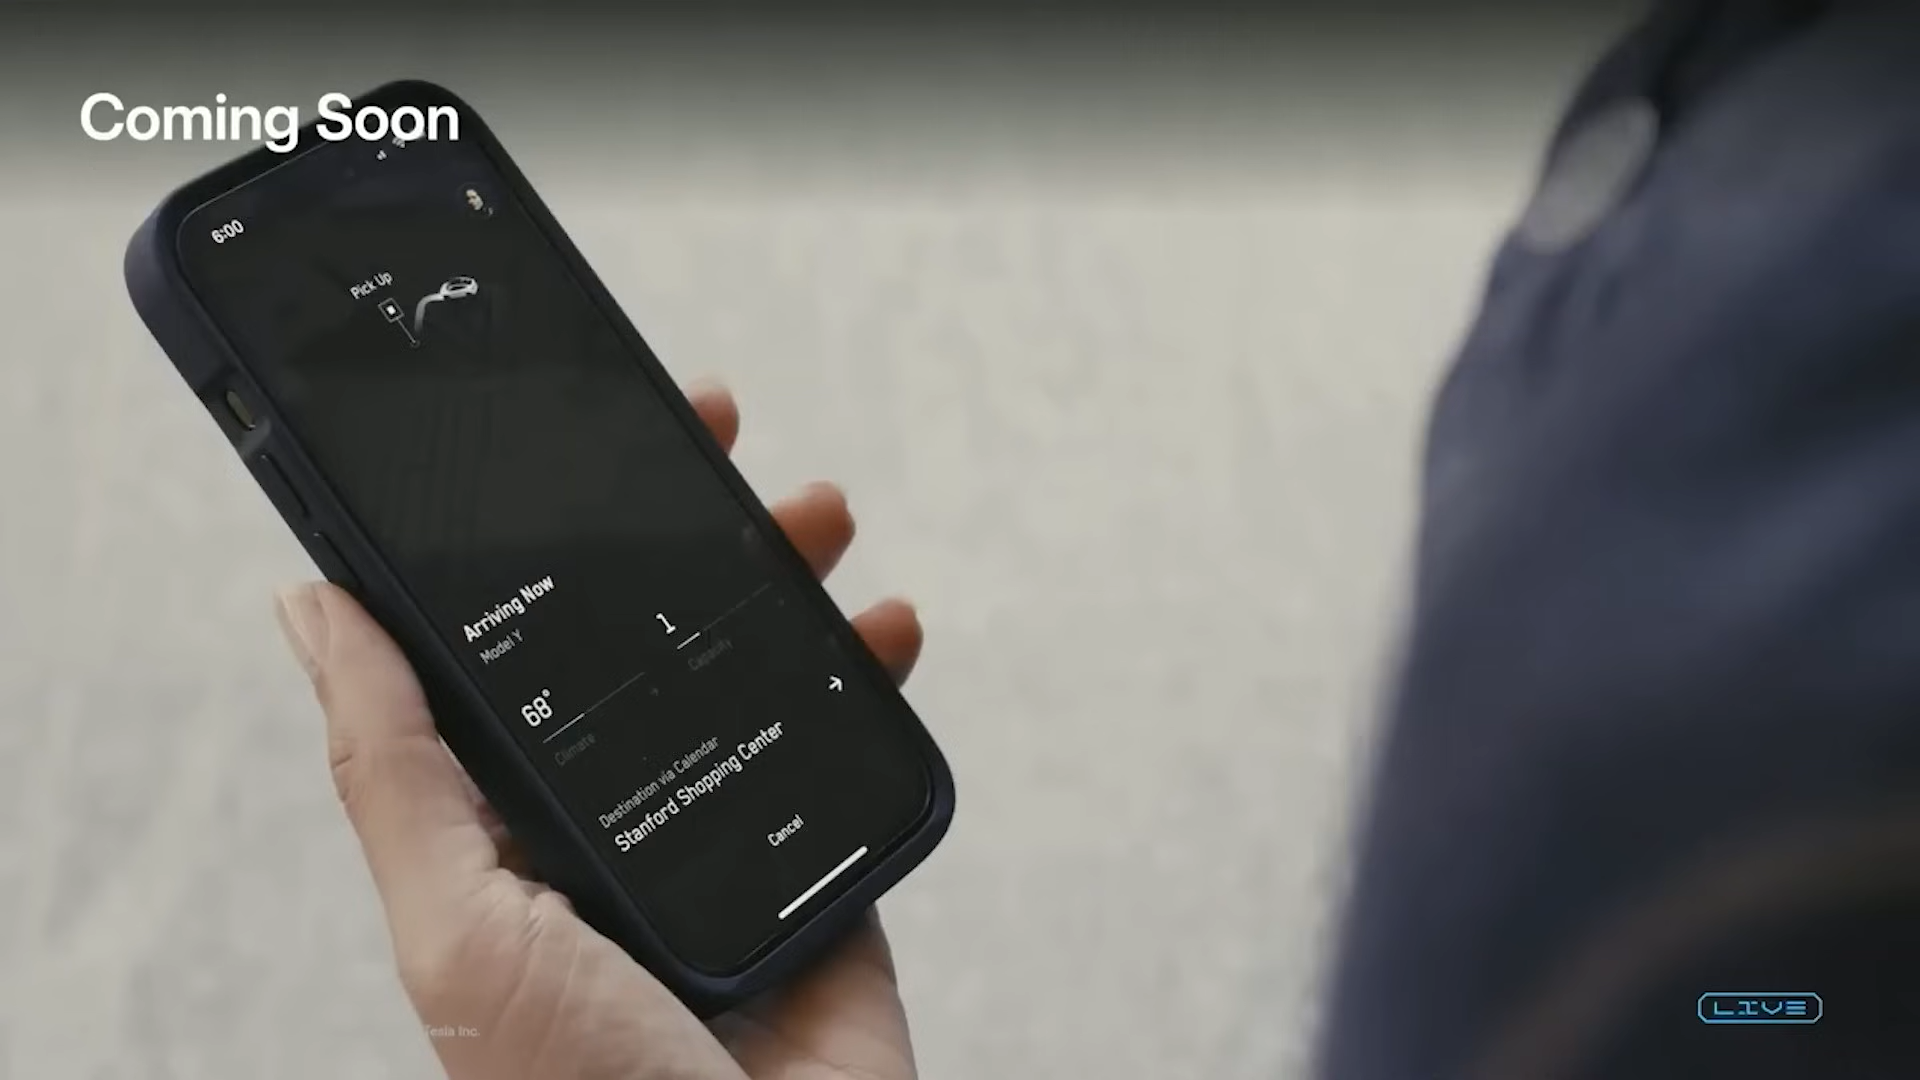 Coming Soon
6:00
Pick Up
Arriving Now
Model Y
1
Capacity
68°
Climate
Destination via Calendar
Stanford Shopping Center
Cancel
Tesla Inc.
LIVE